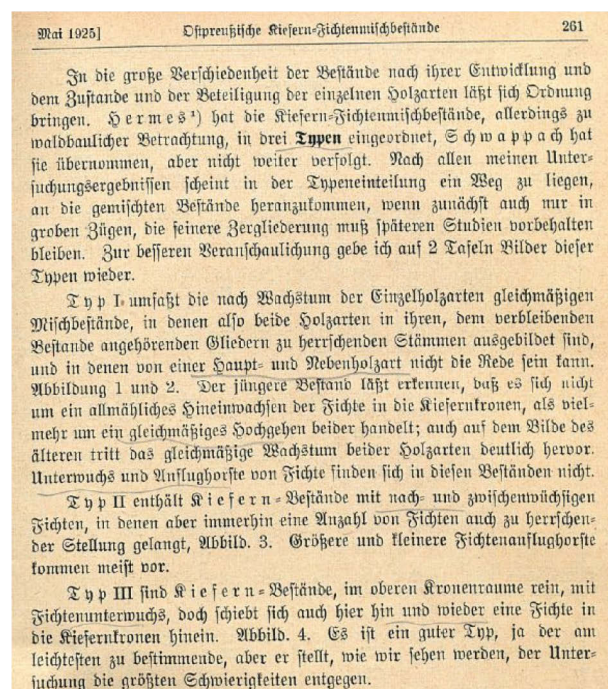 Mai 1925] Ostpreußische Kiefern-Fichtenmischbestände 261
In die große Verschiedenheit der Bestände nach ihrer Entwicklung und
dem Zustande und der Beteiligung der einzelnen Holzarten läßt sich Ordnung
bringen. Hermes¹) hat die Kiefern-Fichtenmischbestände, allerdings zu
waldbaulicher Betrachtung, in drei Typen eingeordnet, Schwappach hat
sie übernommen, aber nicht weiter verfolgt. Nach allen meinen Unter-
suchungsergebnissen scheint in der Typeneinteilung ein Weg zu liegen,
an die gemischten Bestände heranzukommen, wenn zunächst auch nur in
groben Zügen, die feinere Zergliederung muß späteren Studien vorbehalten
bleiben. Zur besseren Veranschaulichung gebe ich auf 2 Tafeln Bilder dieser
Typen wieder.
Typ I umfaßt die nach Wachstum der Einzelholzarten gleichmäßigen
Mischbestände, in denen also beide Holzarten in ihren, dem verbleibenden
Bestande angehörenden Gliedern zu herrschenden Stämmen ausgebildet sind,
und in denen von einer Haupt- und Nebenholzart nicht die Rede sein kann.
Abbildung 1 und 2. Der jüngere Bestand läßt erkennen, daß es sich nicht
um ein allmähliches Hineinwachsen der Fichte in die Kiefernkronen, als viel-
mehr um ein gleichmäßiges Hochgehen beider handelt; auch auf dem Bilde des
älteren tritt das gleichmäßige Wachstum beider Holzarten deutlich hervor.
Unterwuchs und Anflughorste von Fichte finden sich in diesen Beständen nicht.
Typ II enthält Kiefern-Bestände mit nach- und zwischenwüchsigen
Fichten, in denen aber immerhin eine Anzahl von Fichten auch zu herrschen-
der Stellung gelangt, Abbild. 3. Größere und kleinere Fichtenanflughorste
kommen meist vor.
Typ III sind Kiefern-Bestände, im oberen Kronenraume rein, mit
Fichtenunterwuchs, doch schiebt sich auch hier hin und wieder eine Fichte in
die Kiefernkronen hinein. Abbild. 4. Es ist ein guter Typ, ja der am
leichtesten zu bestimmende, aber er stellt, wie wir sehen werden, der Unter-
suchung die größten Schwierigkeiten entgegen.